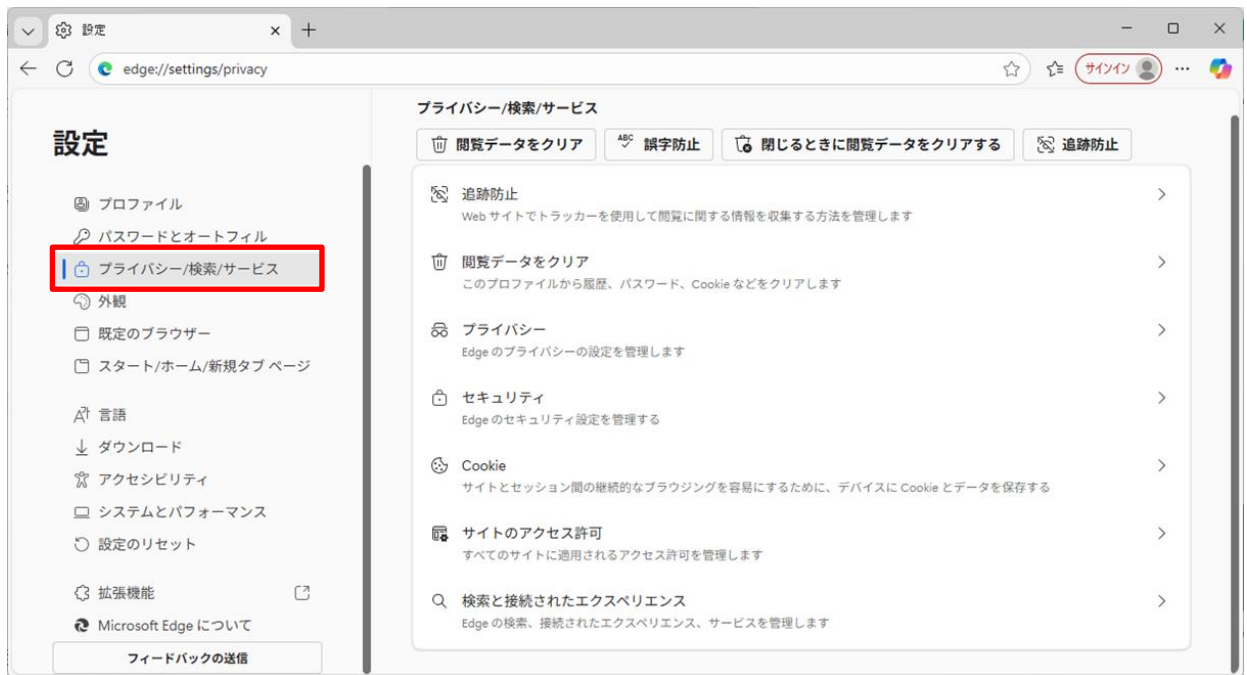 設定
edge://settings/privacy
サインイン
設定
プロファイル
パスワードとオートフィル
プライバシー/検索/サービス
外観
既定のブラウザー
スタート/ホーム/新規タブ ページ
言語
ダウンロード
アクセシビリティ
システムとパフォーマンス
設定のリセット
拡張機能
Microsoft Edge について
フィードバックの送信
プライバシー/検索/サービス
閲覧データをクリア
ABC 誤字防止
閉じるときに閲覧データをクリアする
追跡防止
追跡防止
Web サイトでトラッカーを使用して閲覧に関する情報を収集する方法を管理します
閲覧データをクリア
このプロファイルから履歴、パスワード、Cookie などをクリアします
プライバシー
Edge のプライバシーの設定を管理します
セキュリティ
Edge のセキュリティ設定を管理する
Cookie
サイトとセッション間の継続的なブラウジングを容易にするために、デバイスに Cookie とデータを保存する
サイトのアクセス許可
すべてのサイトに適用されるアクセス許可を管理します
検索と接続されたエクスペリエンス
Edge の検索、接続されたエクスペリエンス、サービスを管理します